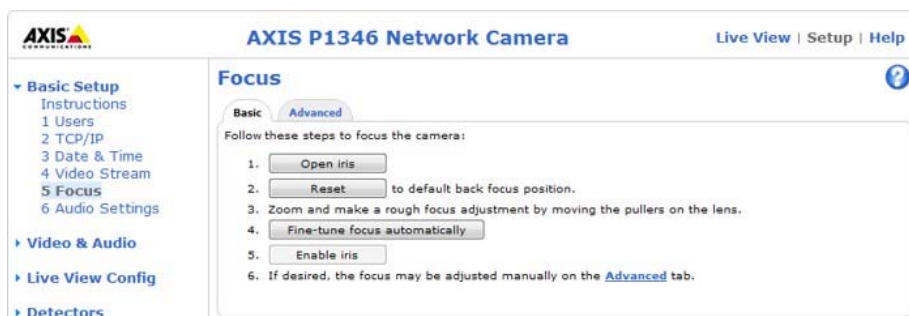 AXIS
COMMUNICATIONS
AXIS P1346 Network Camera
Live View | Setup | Help
Basic Setup
Instructions
1 Users
2 TCP/IP
3 Date & Time
4 Video Stream
5 Focus
6 Audio Settings
Video & Audio
Live View Config
Detectors
Focus
?
Basic
Advanced
Follow these steps to focus the camera:
1. Open iris
2. Reset to default back focus position.
3. Zoom and make a rough focus adjustment by moving the pullers on the lens.
4. Fine-tune focus automatically
5. Enable iris
6. If desired, the focus may be adjusted manually on the Advanced tab.